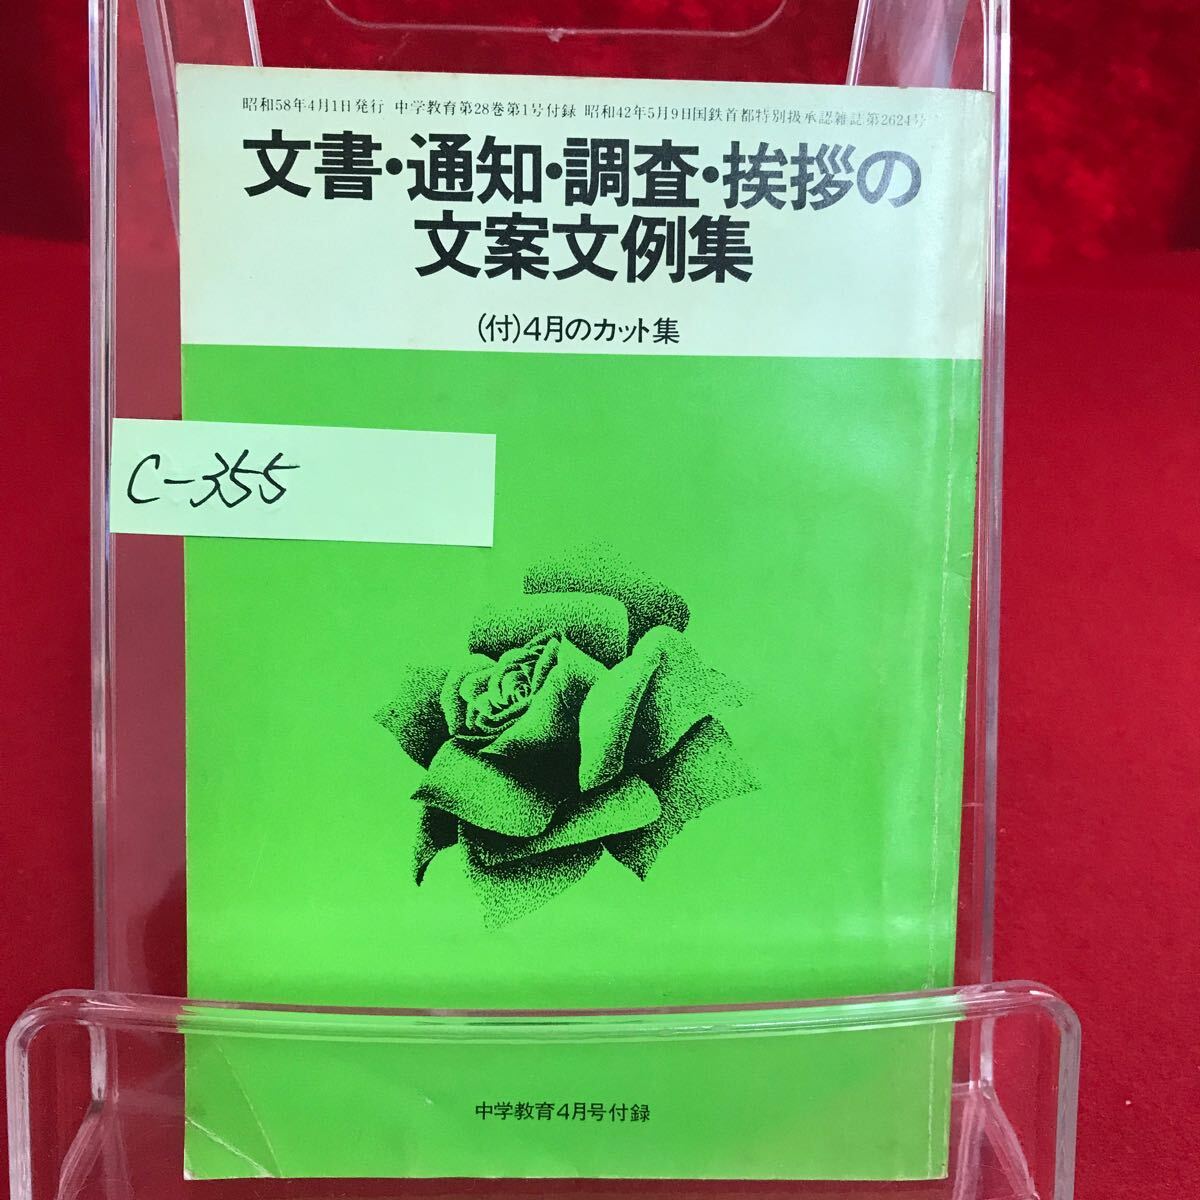 昭和58年4月1日発行 中学教育第28巻第1号付録 昭和42年5月9日国鉄首都特別扱承認雑誌第2624号
文書・通知・調査・挨拶の
文案文例集
(付)4月のカット集
C-355
中学教育4月号付録